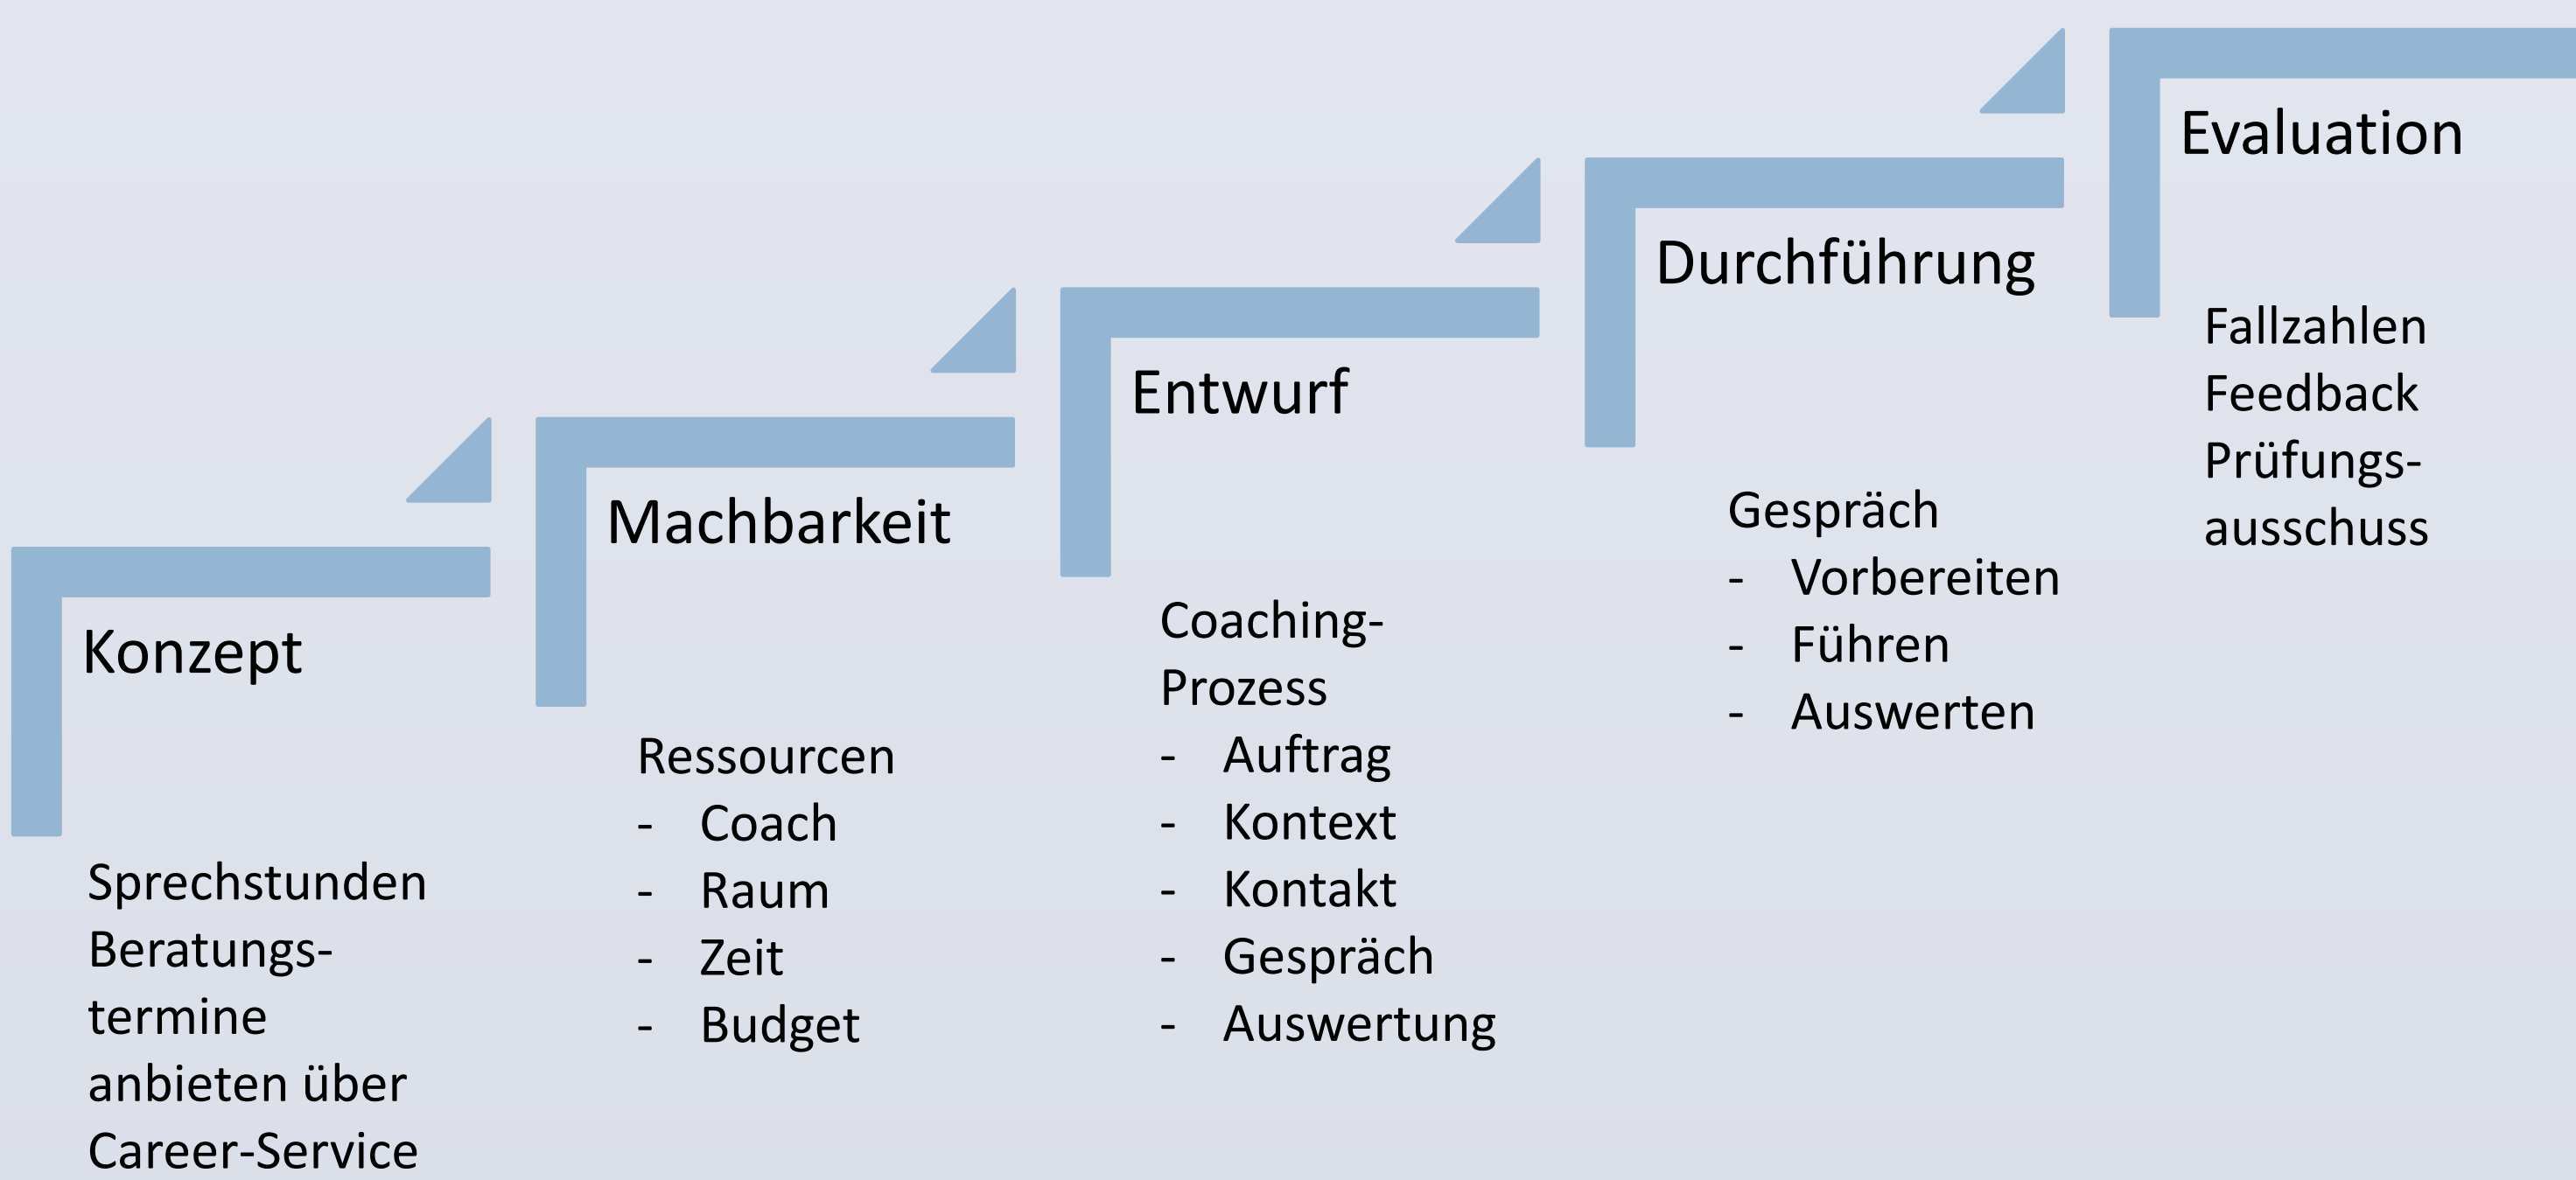 Konzept
Sprechstunden
Beratungs-
termine
anbieten über
Career-Service
Machbarkeit
Ressourcen
- Coach
- Raum
- Zeit
- Budget
Entwurf
Coaching-
Prozess
- Auftrag
- Kontext
- Kontakt
- Gespräch
- Auswertung
Durchführung
Gespräch
- Vorbereiten
- Führen
- Auswerten
Evaluation
Fallzahlen
Feedback
Prüfungs-
ausschuss